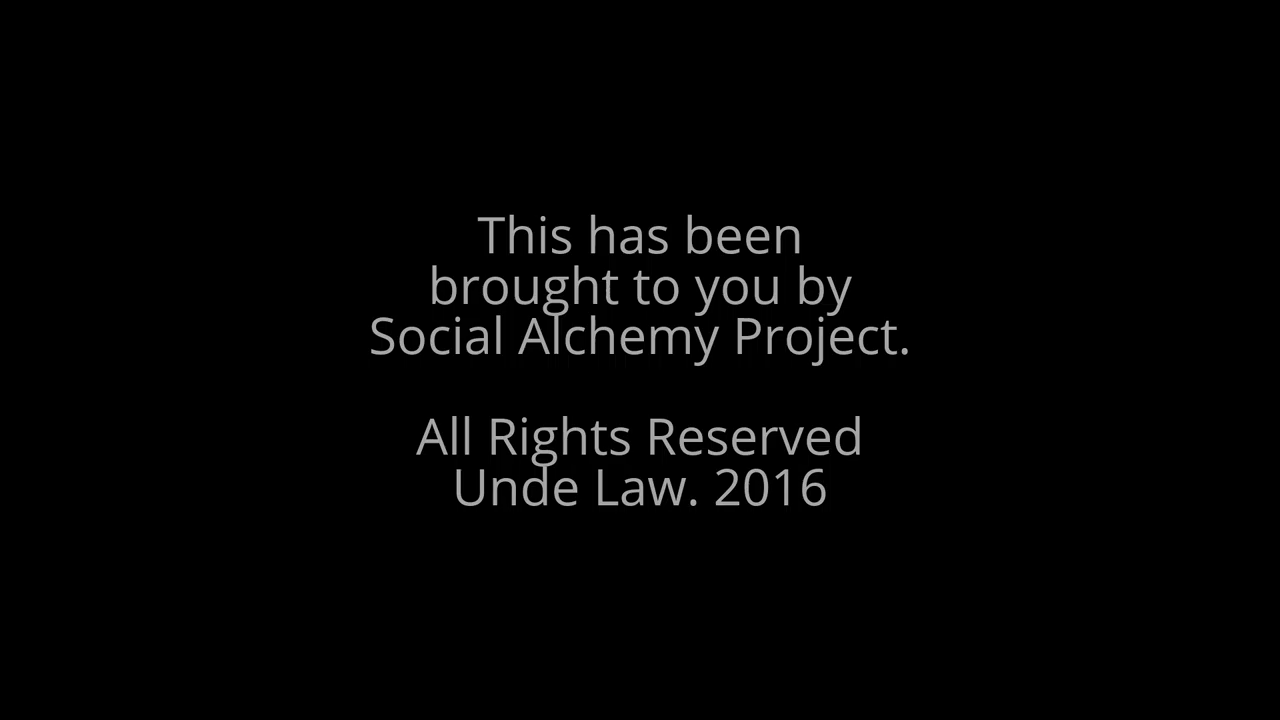 This has been
brought to you by
Social Alchemy Project.
All Rights Reserved
Unde Law. 2016